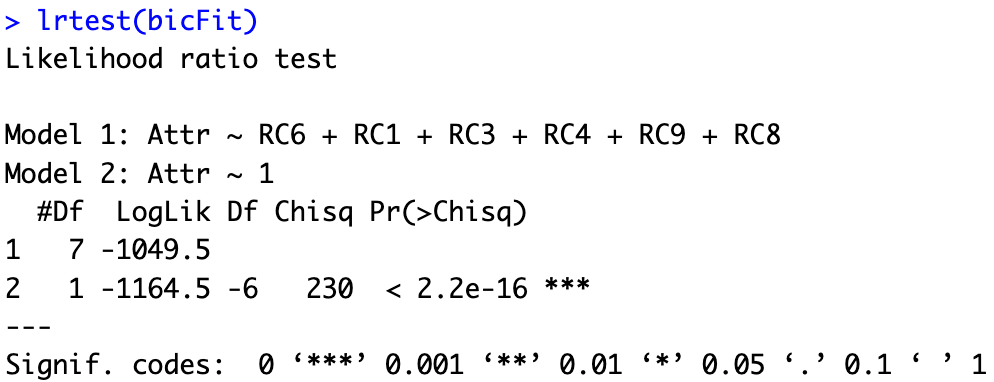 > lrtest(bicFit)
Likelihood ratio test
Model 1: Attr ~ RC6 + RC1 + RC3 + RC4 + RC9 + RC8
Model 2: Attr ~ 1
  #Df  LogLik Df Chisq Pr(>Chisq)
1   7 -1049.5
2   1 -1164.5 -6   230  < 2.2e-16 ***
---
Signif. codes:  0 ‘***’ 0.001 ‘**’ 0.01 ‘*’ 0.05 ‘.’ 0.1 ‘ ’ 1